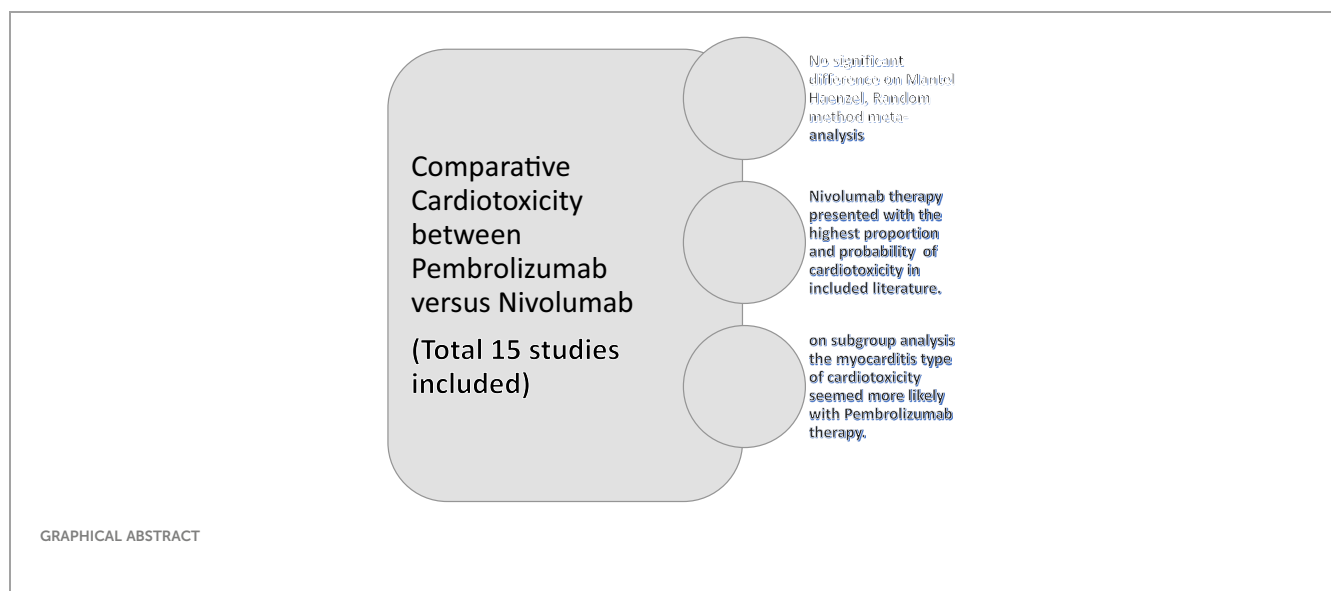 Comparative
Cardiotoxicity
between
Pembrolizumab
versus Nivolumab
(Total 15 studies
included)
No significant
difference on Mantel
Haenzel, Random
method meta-
analysis
Nivolumab therapy
presented with the
highest proportion
and probability of
cardiotoxicity in
included literature.
on subgroup analysis
the myocarditis type
of cardiotoxicity
seemed more likely
with Pembrolizumab
therapy.
GRAPHICAL ABSTRACT